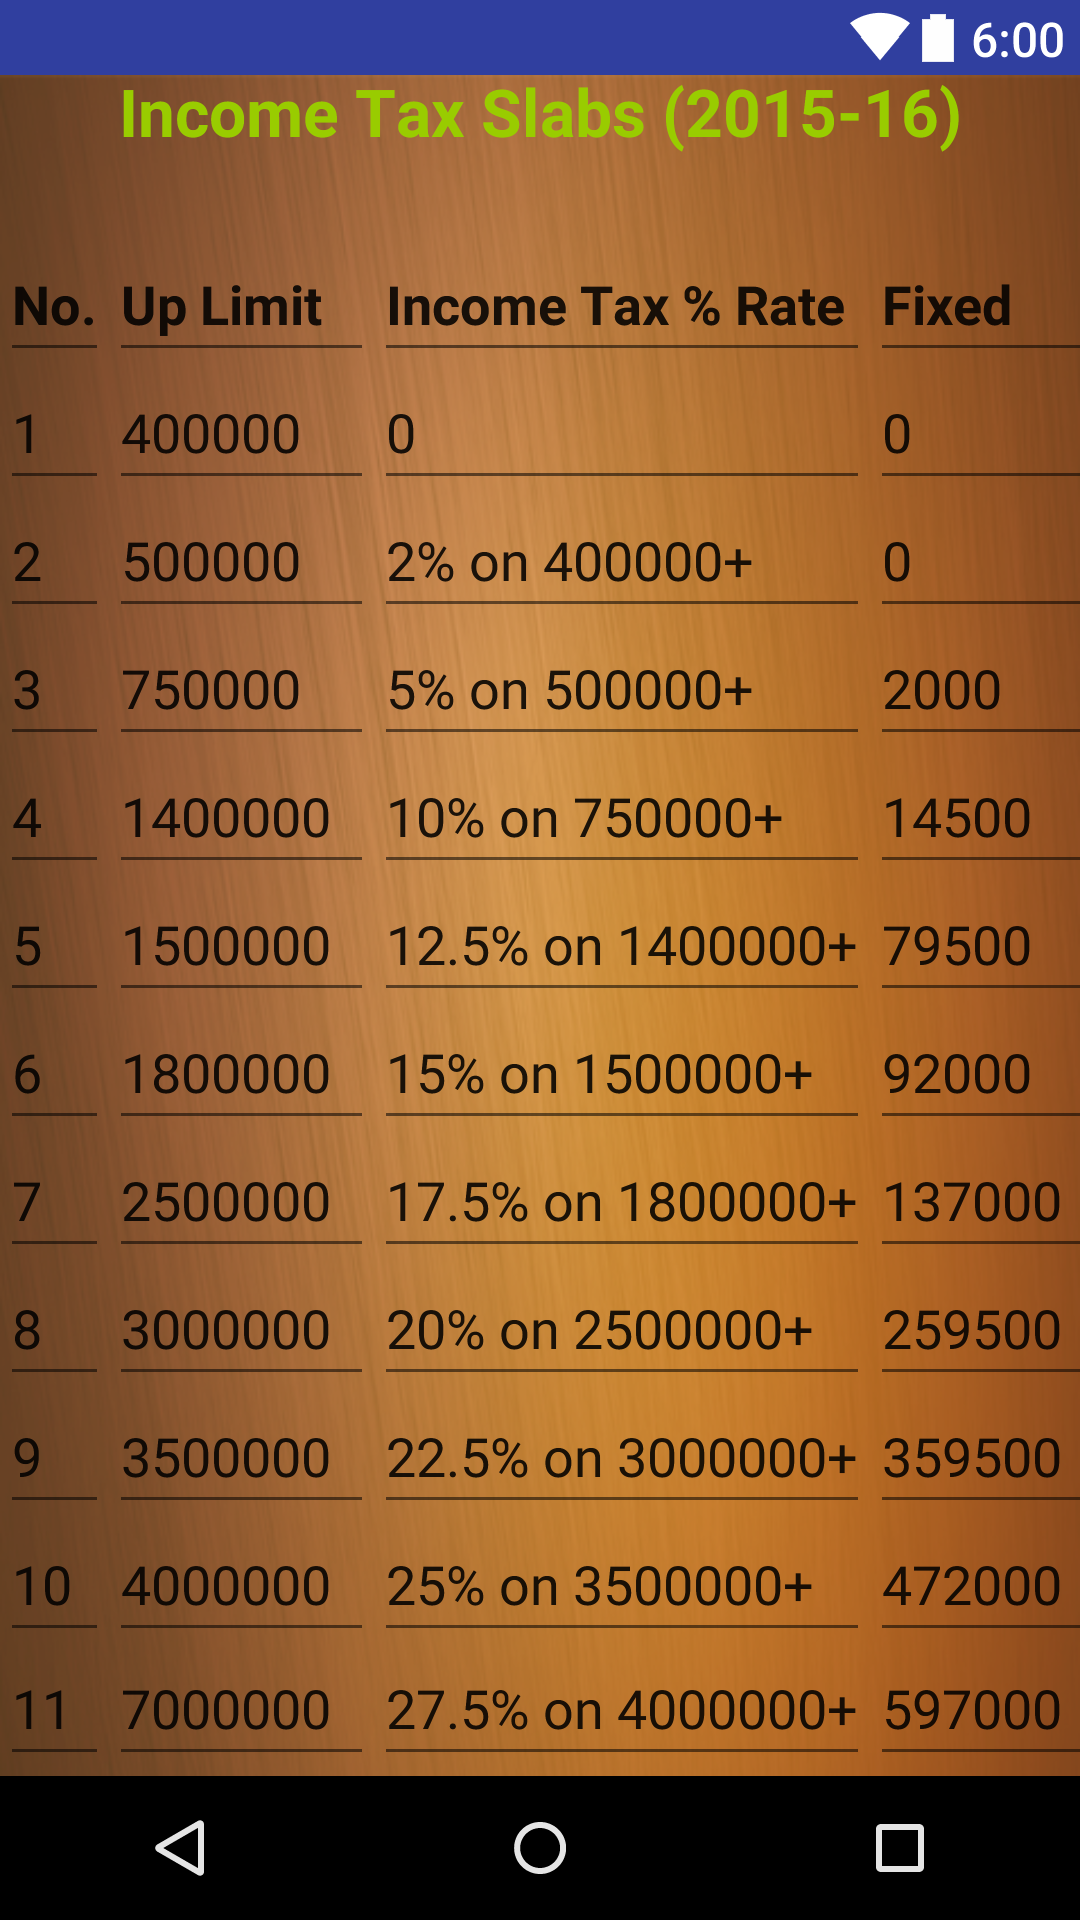 6:00
Income Tax Slabs (2015-16)
No. Up Limit Income Tax % Rate Fixed
1 400000 0 0
2 500000 2% on 400000+ 0
3 750000 5% on 500000+ 2000
4 1400000 10% on 750000+ 14500
5 1500000 12.5% on 1400000+ 79500
6 1800000 15% on 1500000+ 92000
7 2500000 17.5% on 1800000+ 137000
8 3000000 20% on 2500000+ 259500
9 3500000 22.5% on 3000000+ 359500
10 4000000 25% on 3500000+ 472000
11 7000000 27.5% on 4000000+ 597000